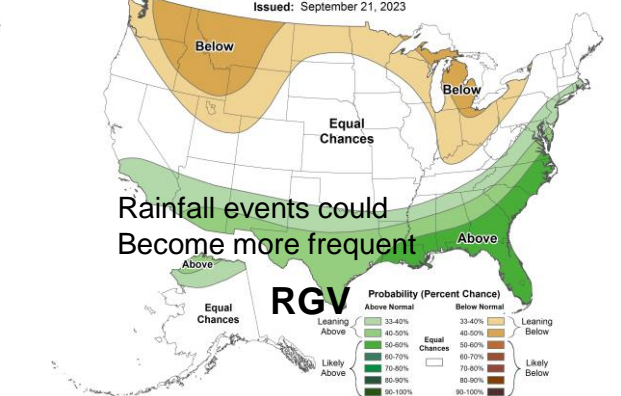 Issued: September 21, 2023
Below
Below
Equal
Chances
Rainfall events could
Become more frequent
Above
Above
RGV
Equal
Chances
Probability (Percent Chance)
Above Normal
Below Normal
Leaning
Above
33-40%
40-50%
Likely
Above
50-60%
60-70%
70-80%
80-90%
90-100%
Equal
Chances
33-40%
40-50%
Leaning
Below
50-60%
60-70%
70-80%
80-90%
90-100%
Likely
Below